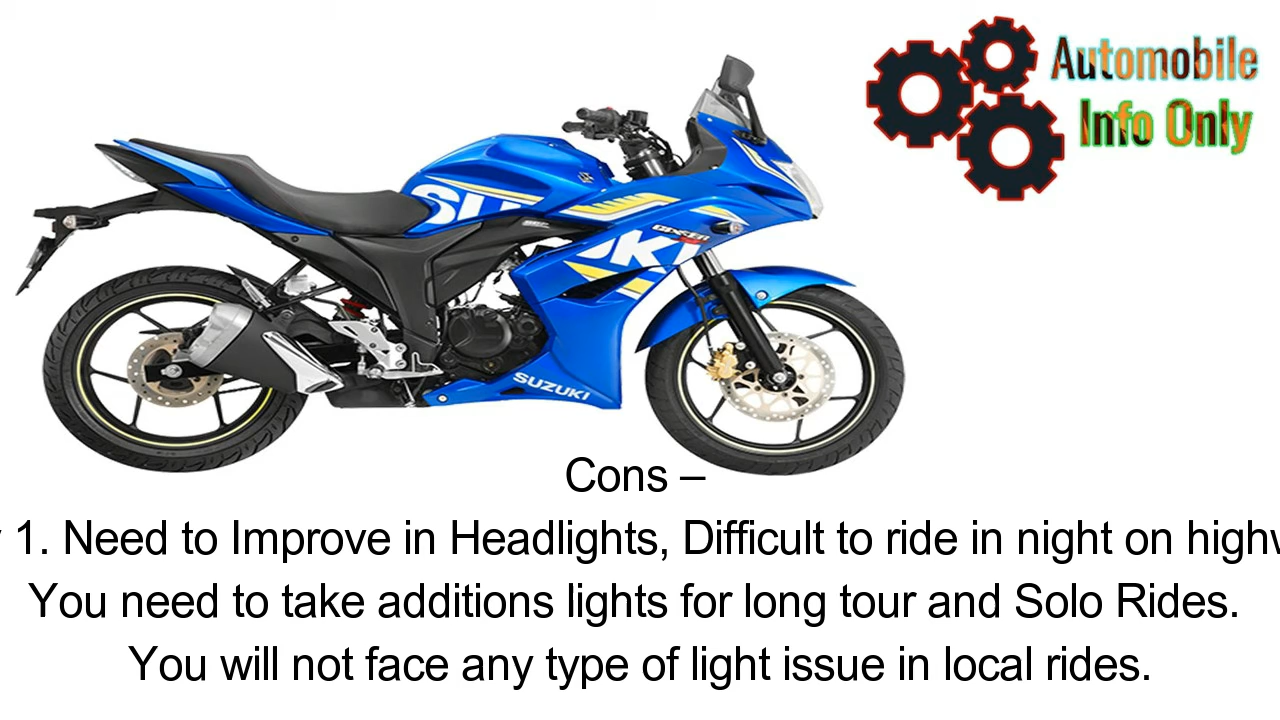 Automobile
Info Only
SUZUKI
GIXXER
SUZUKI
Cons –
1. Need to Improve in Headlights, Difficult to ride in night on
You need to take additions lights for long tour and Solo Rides.
You will not face any type of light issue in local rides.